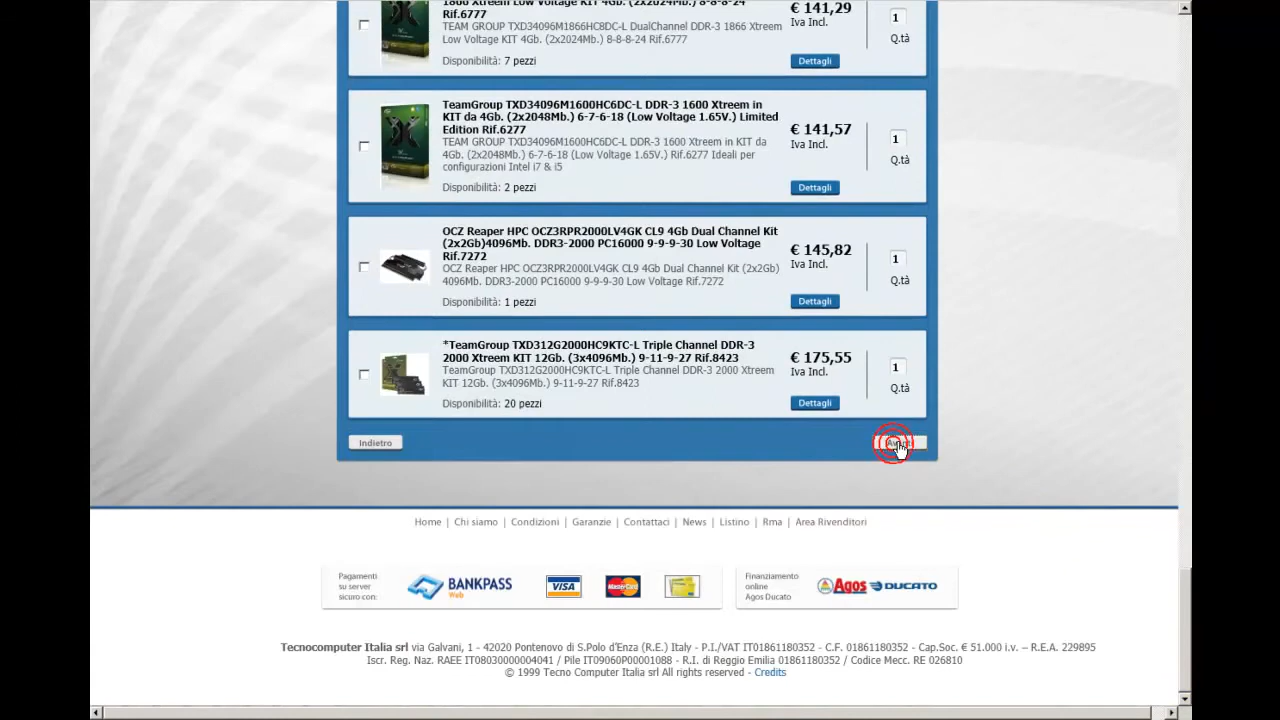 1866 Xtreem Low Voltage KIT 4Gb. (2x2024Mb.) 8-8-8-24
Rif.6777
TEAM GROUP TXD34096M1866HC8DC-L DualChannel DDR-3 1866 Xtreem
Low Voltage KIT 4Gb. (2x2024Mb.) 8-8-8-24 Rif.6777
Disponibilità: 7 pezzi
€ 141,29
Iva Incl.
Dettagli
1
Q.tà
TeamGroup TXD34096M1600HC6DC-L DDR-3 1600 Xtreem in
KIT da 4Gb. (2x2048Mb.) 6-7-6-18 (Low Voltage 1.65V.) Limited
Edition Rif.6277
TEAM GROUP TXD34096M1600HC6DC-L DDR-3 1600 Xtreem in KIT da
4Gb. (2x2048Mb.) 6-7-6-18 (Low Voltage 1.65V.) Rif.6277 Ideali per
configurazioni Intel i7 & i5
Disponibilità: 2 pezzi
€ 141,57
Iva Incl.
Dettagli
1
Q.tà
OCZ Reaper HPC OCZ3RPR2000LV4GK CL9 4Gb Dual Channel Kit
(2x2Gb)4096Mb. DDR3-2000 PC16000 9-9-9-30 Low Voltage
Rif.7272
OCZ Reaper HPC OCZ3RPR2000LV4GK CL9 4Gb Dual Channel Kit (2x2Gb)
4096Mb. DDR3-2000 PC16000 9-9-9-30 Low Voltage Rif.7272
Disponibilità: 1 pezzi
€ 145,82
Iva Incl.
Dettagli
1
Q.tà
*TeamGroup TXD312G2000HC9KTC-L Triple Channel DDR-3
2000 Xtreem KIT 12Gb. (3x4096Mb.) 9-11-9-27 Rif.8423
TeamGroup TXD312G2000HC9KTC-L Triple Channel DDR-3 2000 Xtreem
KIT 12Gb. (3x4096Mb.) 9-11-9-27 Rif.8423
Disponibilità: 20 pezzi
€ 175,55
Iva Incl.
Dettagli
1
Q.tà
Indietro
Home | Chi siamo | Condizioni | Garanzie | Contattaci | News | Listino | Rma | Area Rivenditori
Pagamenti
su server
sicuro con:
BANKPASS
Web
VISA
MasterCard
Finanziamento
online
Agos Ducato
Agos DUCATO
Tecnocomputer Italia srl via Galvani, 1 - 42020 Pontenovo di S.Polo d'Enza (R.E.) Italy - P.I./VAT IT01861180352 - C.F. 01861180352 - Cap.Soc. € 51.000 i.v. – R.E.A. 229895
Iscr. Reg. Naz. RAEE IT08030000004041 / Pile IT09060P00001088 - R.I. di Reggio Emilia 01861180352 / Codice Mecc. RE 026810
© 1999 Tecno Computer Italia srl All rights reserved - Credits